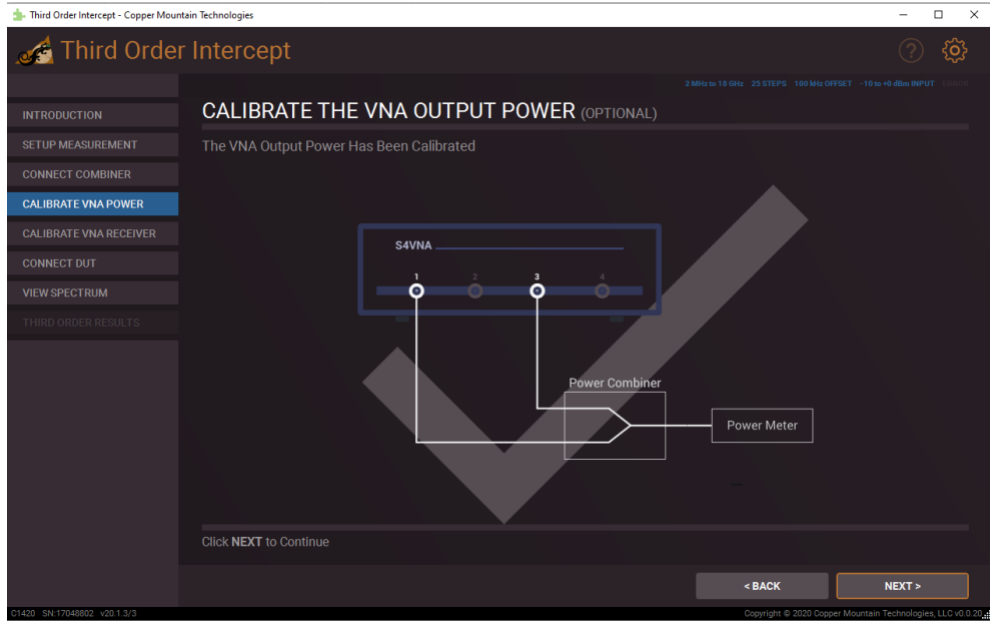 Third Order Intercept - Copper Mountain Technologies
Third Order Intercept
?
2 MHz to 18 GHz 25 STEPS 100 kHz OFFSET -10 to +0 dBm INPUT ERROR
INTRODUCTION
SETUP MEASUREMENT
CONNECT COMBINER
CALIBRATE VNA POWER
CALIBRATE VNA RECEIVER
CONNECT DUT
VIEW SPECTRUM
THIRD ORDER RESULTS
CALIBRATE THE VNA OUTPUT POWER (OPTIONAL)
The VNA Output Power Has Been Calibrated
S4VNA
1 2 3 4
Power Combiner
Power Meter
Click NEXT to Continue
< BACK NEXT >
C1420 SN:17048802 v20.1.3/3
Copyright © 2020 Copper Mountain Technologies, LLC v0.0.20